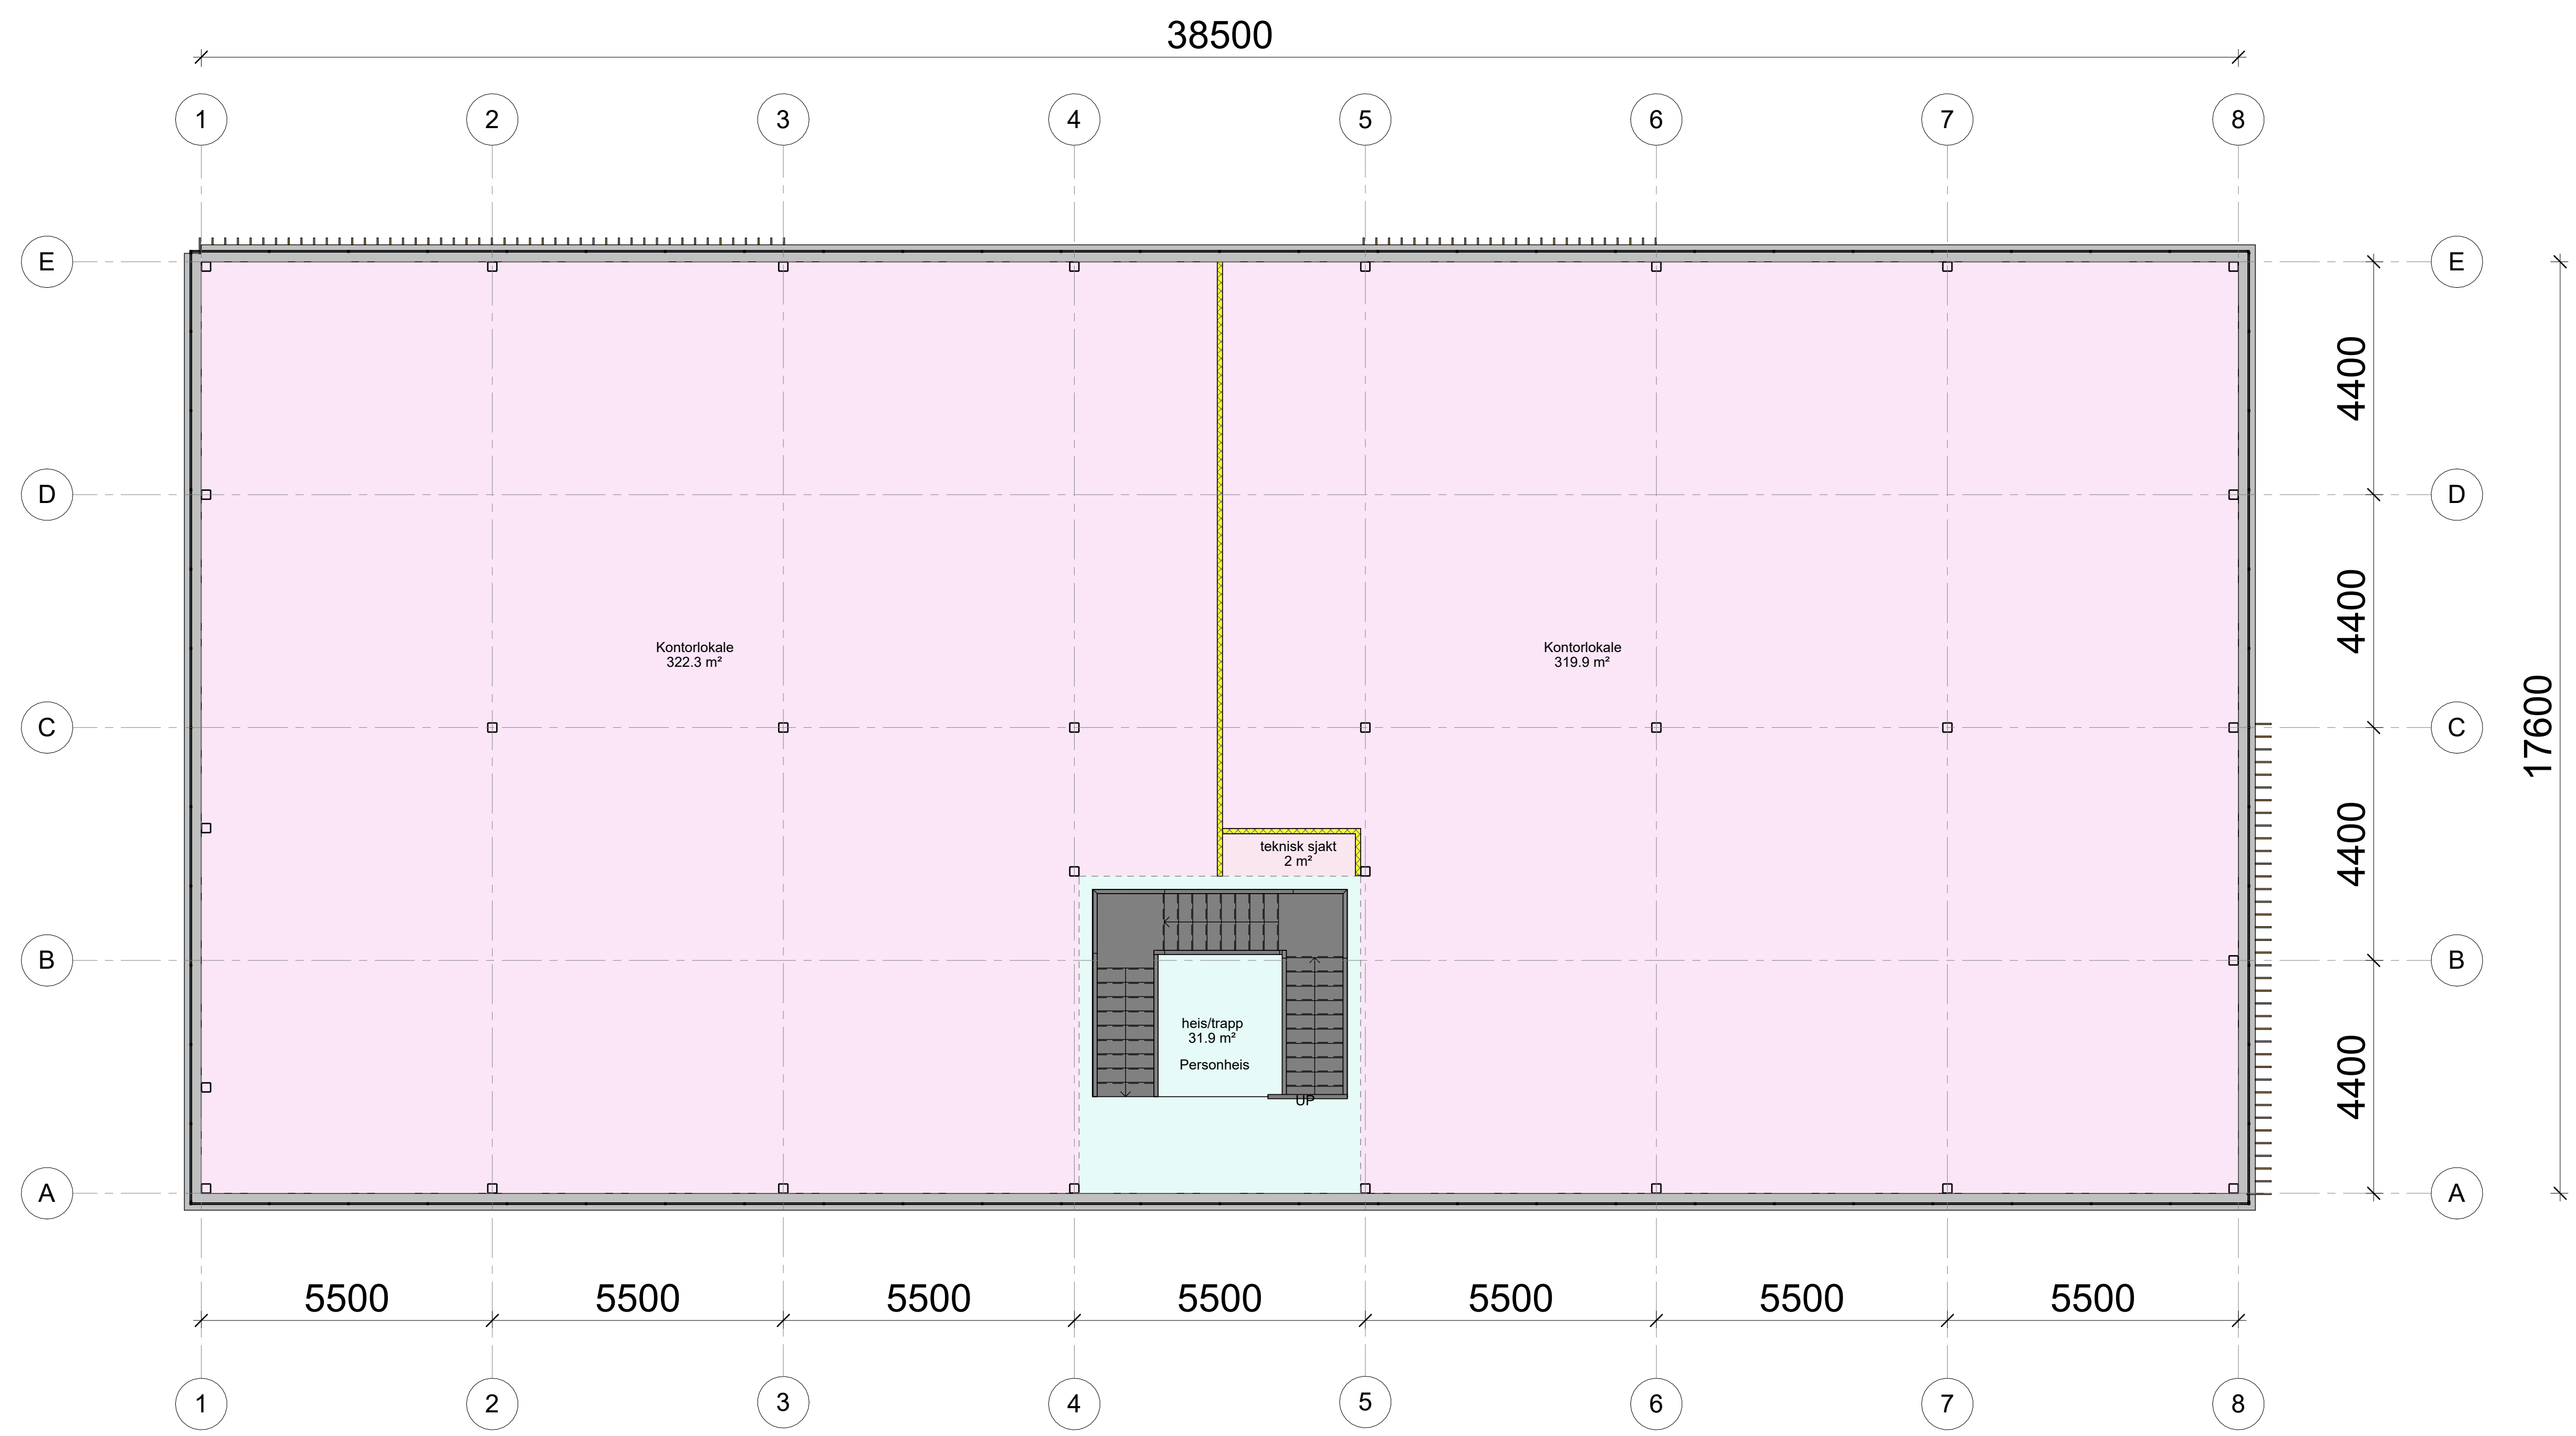 38500
1 2 3 4 5 6 7 8
E E
4400
D D
Kontorlokale
322.3 m²
Kontorlokale
319.9 m²
4400
17600
C C
teknisk sjakt
2 m²
4400
B B
heis/trapp
31.9 m²
Personheis
UP
4400
A A
5500 5500 5500 5500 5500 5500 5500
1 2 3 4 5 6 7 8